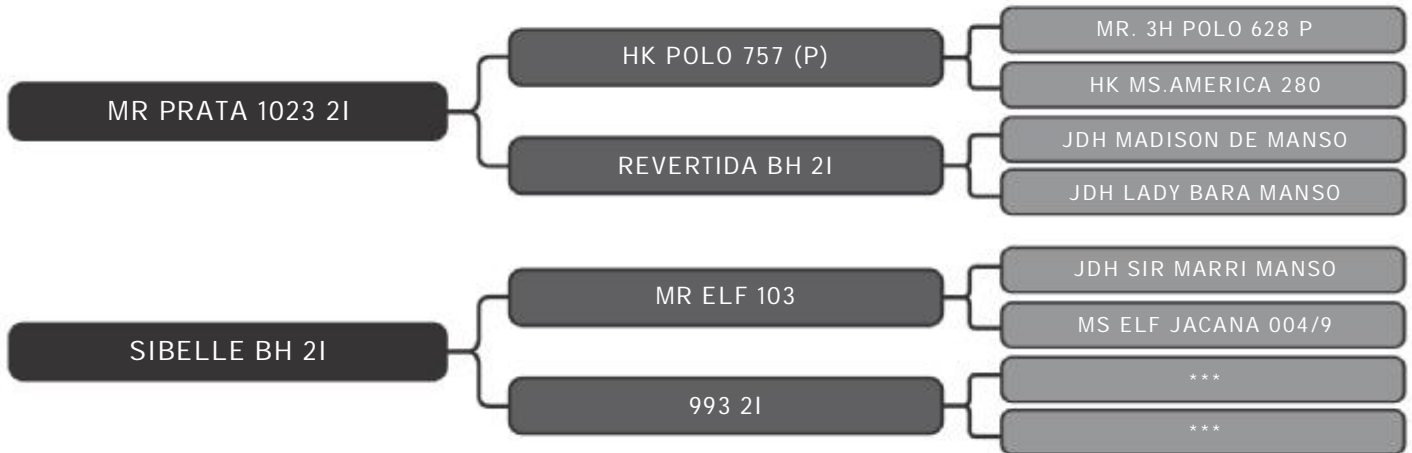 MR. 3H POLO 628 P
HK POLO 757 (P)
HK MS.AMERICA 280
MR PRATA 1023 2I
JDH MADISON DE MANSO
REVERTIDA BH 2I
JDH LADY BARA MANSO
JDH SIR MARRI MANSO
MR ELF 103
MS ELF JACANA 004/9
SIBELLE BH 2I
***
993 2I
***